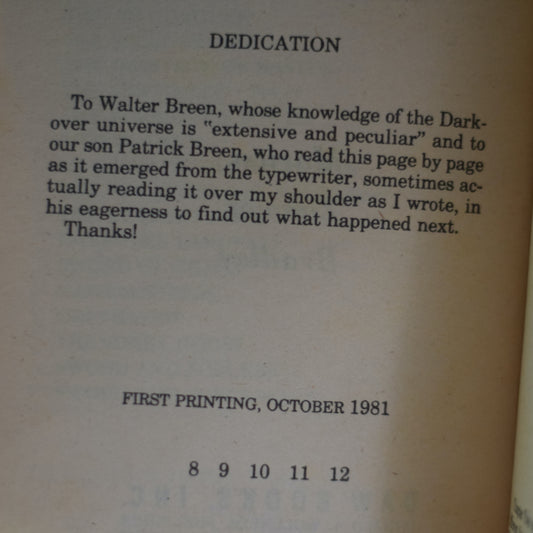 DEDICATION
To Walter Breen, whose knowledge of the Dark-
over universe is "extensive and peculiar" and to
our son Patrick Breen, who read this page by page
as it emerged from the typewriter, sometimes ac-
tually reading it over my shoulder as I wrote, in
his eagerness to find out what happened next.
Thanks!
FIRST PRINTING, OCTOBER 1981
8 9 10 11 12